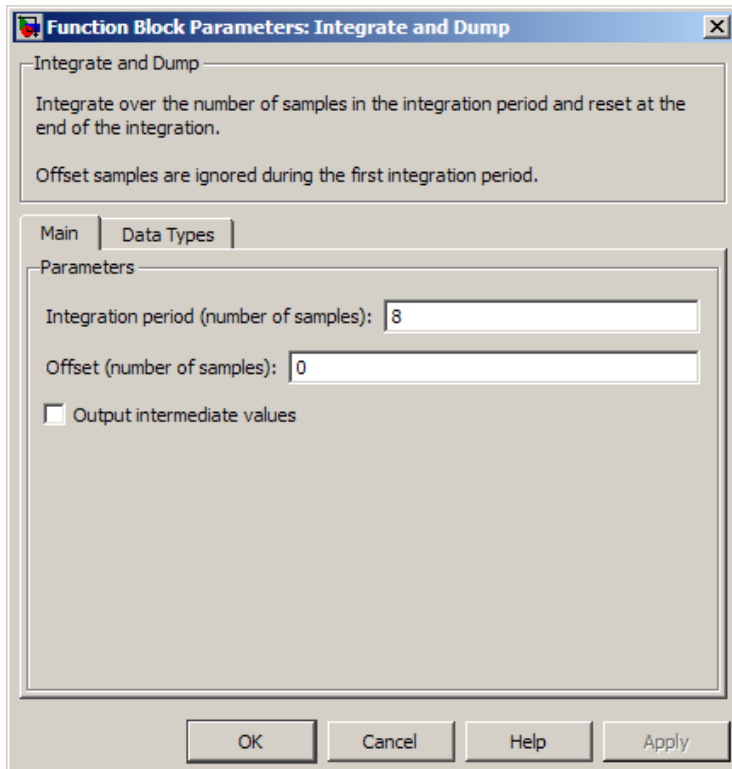 Function Block Parameters: Integrate and Dump
Integrate and Dump
Integrate over the number of samples in the integration period and reset at the
end of the integration.
Offset samples are ignored during the first integration period.
Main Data Types
Parameters
Integration period (number of samples): 8
Offset (number of samples): 0
Output intermediate values
OK Cancel Help Apply